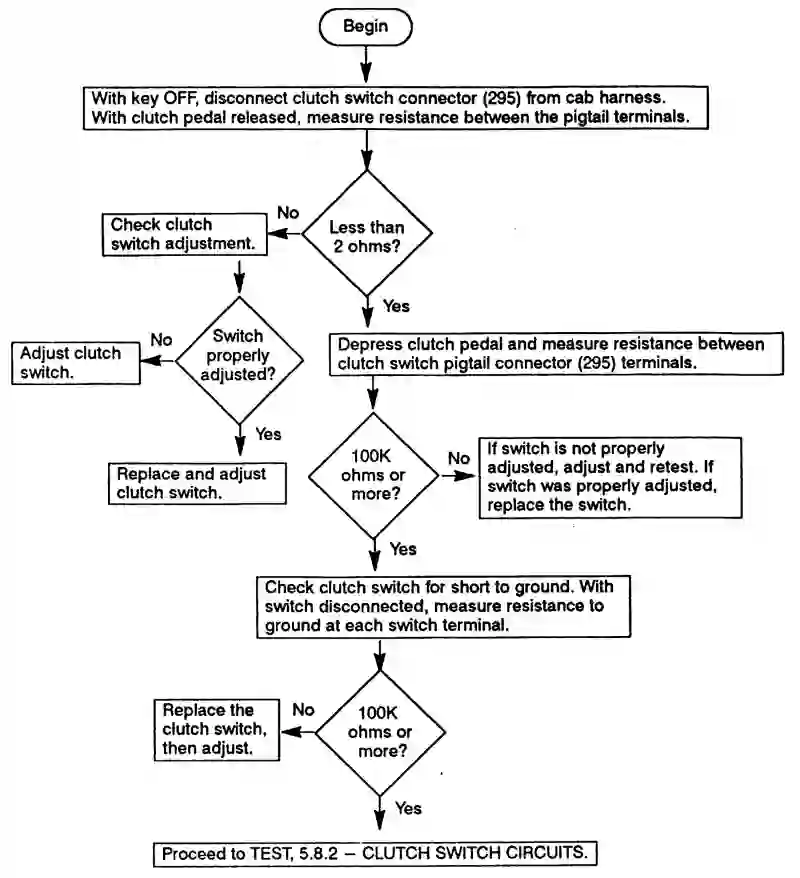 Begin
With key OFF, disconnect clutch switch connector (295) from cab harness.
With clutch pedal released, measure resistance between the pigtail terminals.
Less than
2 ohms?
No
Check clutch
switch adjustment.
Switch
properly
adjusted?
No
Adjust clutch
switch.
Yes
Replace and adjust
clutch switch.
Yes
Depress clutch pedal and measure resistance between
clutch switch pigtail connector (295) terminals.
100K
ohms or
more?
No
If switch is not properly
adjusted, adjust and retest. If
switch was properly adjusted,
replace the switch.
Yes
Check clutch switch for short to ground. With
switch disconnected, measure resistance to
ground at each switch terminal.
100K
ohms or
more?
No
Replace the
clutch switch,
then adjust.
Yes
Proceed to TEST, 5.8.2 – CLUTCH SWITCH CIRCUITS.